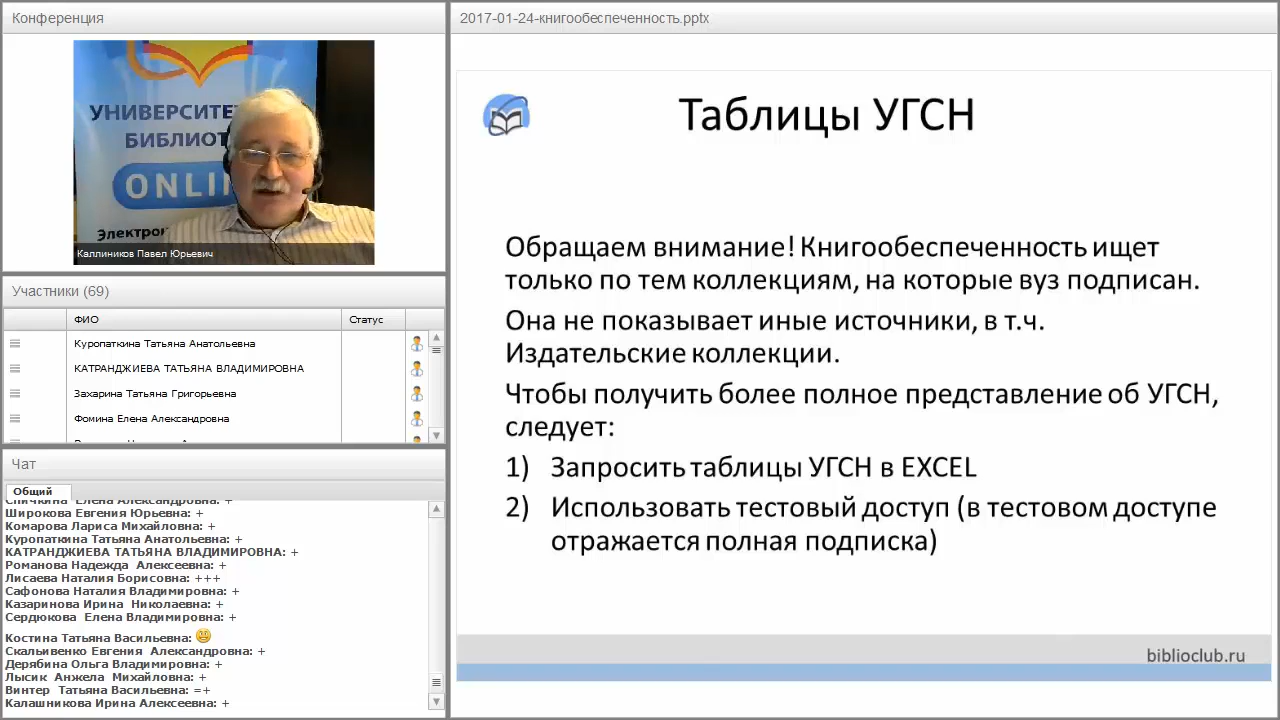 Конференция
УНИВЕРСИТЕ
БИБЛИОТ
ONLI
Электрон
Каллиников Павел Юрьевич
Участники (69)
ФИО
Статус
Куропаткина Татьяна Анатольевна
КАТРАНДЖИЕВА ТАТЬЯНА ВЛАДИМИРОВНА
Захарина Татьяна Григорьевна
Фомина Елена Александровна
Чат
Общий
Спичкина Елена Александровна: +
Широкова Евгения Юрьевна: +
Комарова Лариса Михайловна: +
Куропаткина Татьяна Анатольевна: +
КАТРАНДЖИЕВА ТАТЬЯНА ВЛАДИМИРОВНА: +
Романова Надежда Алексеевна: +
Лисаева Наталия Борисовна: +++
Сафонова Наталия Владимировна: +
Казаринова Ирина Николаевна: +
Сердюкова Елена Владимировна: +
Костина Татьяна Васильевна:
Скальивенко Евгения Александровна: +
Дерябина Ольга Владимировна: +
Лысик Анжела Михайловна: +
Винтер Татьяна Васильевна: =+
Калашникова Ирина Алексеевна: +
2017-01-24-книгообеспеченность.pptx
Таблицы УГСН
Обращаем внимание! Книгообеспеченность ищет
только по тем коллекциям, на которые вуз подписан.
Она не показывает иные источники, в т.ч.
Издательские коллекции.
Чтобы получить более полное представление об УГСН,
следует:
1) Запросить таблицы УГСН в EXCEL
2) Использовать тестовый доступ (в тестовом доступе
отражается полная подписка)
biblioclub.ru